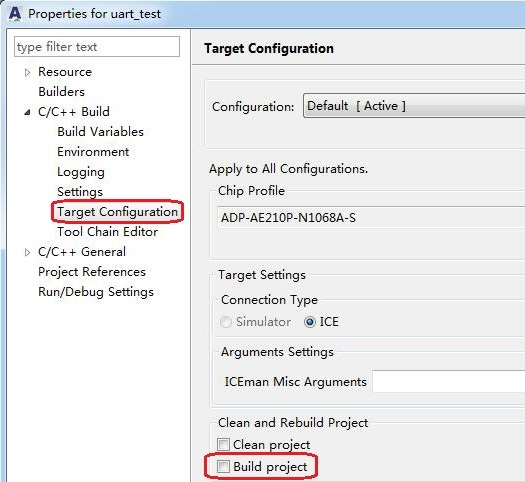 A Properties for uart_test
type filter text
Resource
Builders
C/C++ Build
Build Variables
Environment
Logging
Settings
Target Configuration
Tool Chain Editor
C/C++ General
Project References
Run/Debug Settings
Target Configuration
Configuration: Default [ Active ]
Apply to All Configurations.
Chip Profile
ADP-AE210P-N1068A-S
Target Settings
Connection Type
Simulator ICE
Arguments Settings
ICEman Misc Arguments
Clean and Rebuild Project
Clean project
Build project